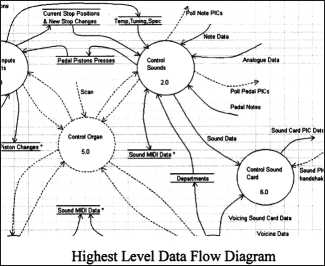 Current Stop Positions
& New Stop Changes
Temp,Tuning,Spec
Poll Note PICs
Note Data
nputs
Control
Sounds
2.0
Analogue Data
Pedal Pistons Presses
Poll Pedal PICs
Scan
Pedal Notes
Control Organ
5.0
Piston Changes *
Sound MIDI Data *
Sound Data
Sound Card PIC Data
Departments
Control Sound
Card
6.0
Sound PI
handshak
Sound MIDI Data *
Voicing Sound Card Data
Voicing Data
Highest Level Data Flow Diagram